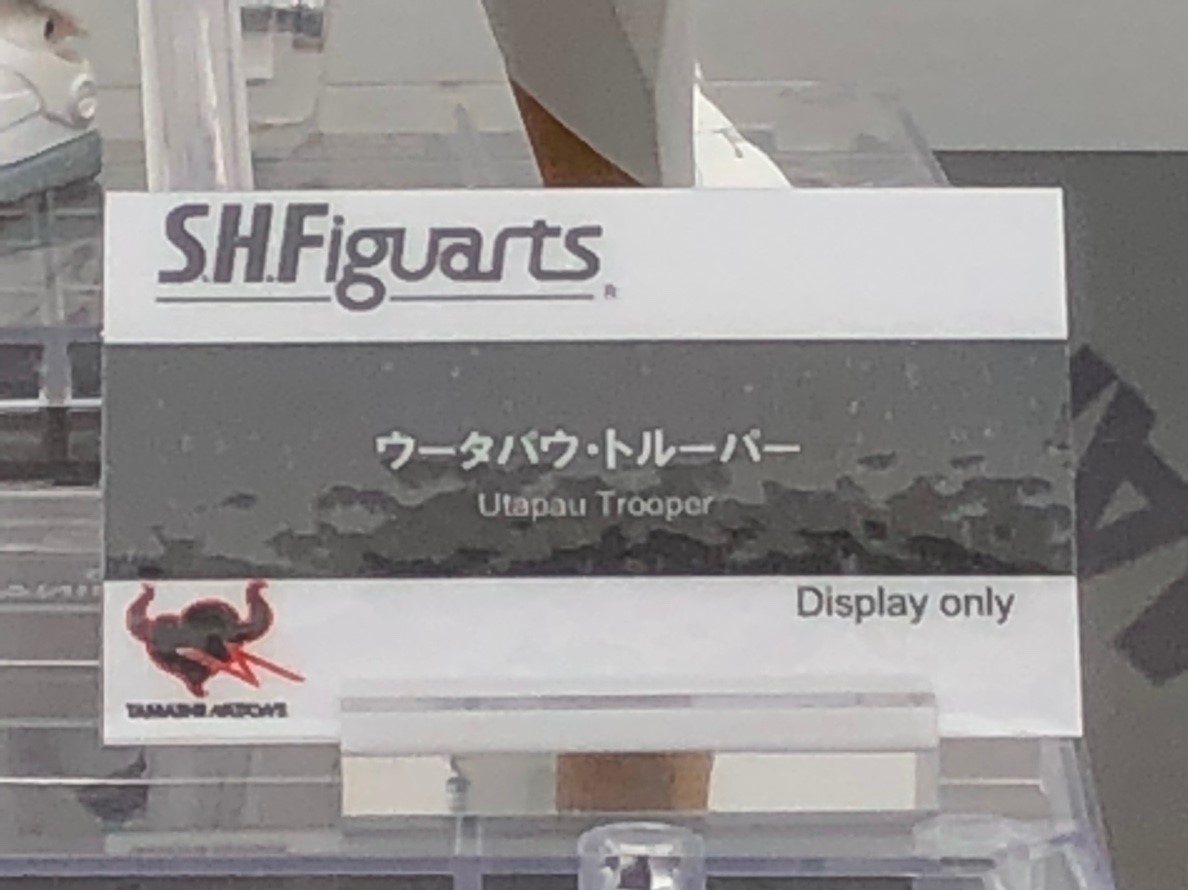 S.H.Figuarts
ウータパウ・トルーパー
Utapau Trooper
Display only
TAMASHII NATIONS